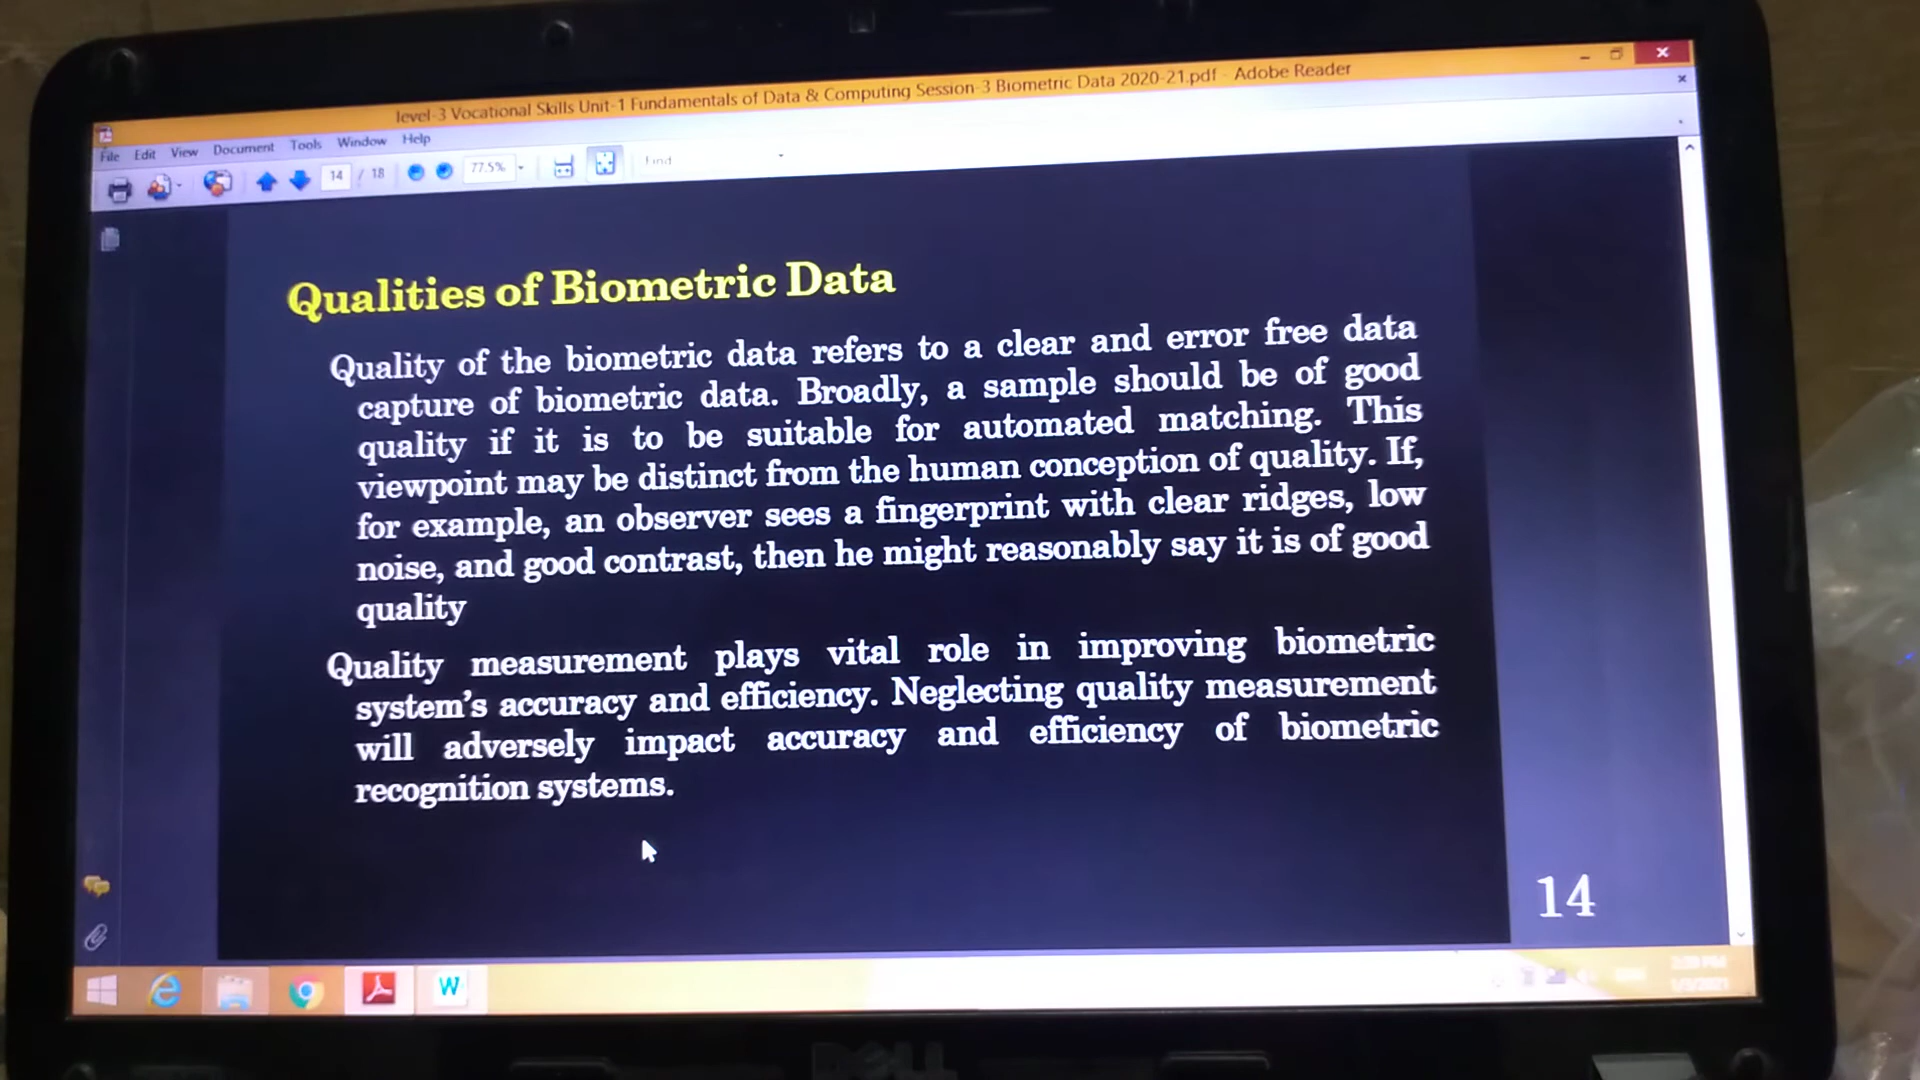 level-3 Vocational Skills Unit-1 Fundamentals of Data & Computing Session-3 Biometric Data 2020-21.pdf - Adobe Reader
File Edit View Document Tools Window Help
14 / 18 77.5% Find
Qualities of Biometric Data
Quality of the biometric data refers to a clear and error free data
capture of biometric data. Broadly, a sample should be of good
quality if it is to be suitable for automated matching. This
viewpoint may be distinct from the human conception of quality. If,
for example, an observer sees a fingerprint with clear ridges, low
noise, and good contrast, then he might reasonably say it is of good
quality
Quality measurement plays vital role in improving biometric
system's accuracy and efficiency. Neglecting quality measurement
will adversely impact accuracy and efficiency of biometric
recognition systems.
14
W
DELL